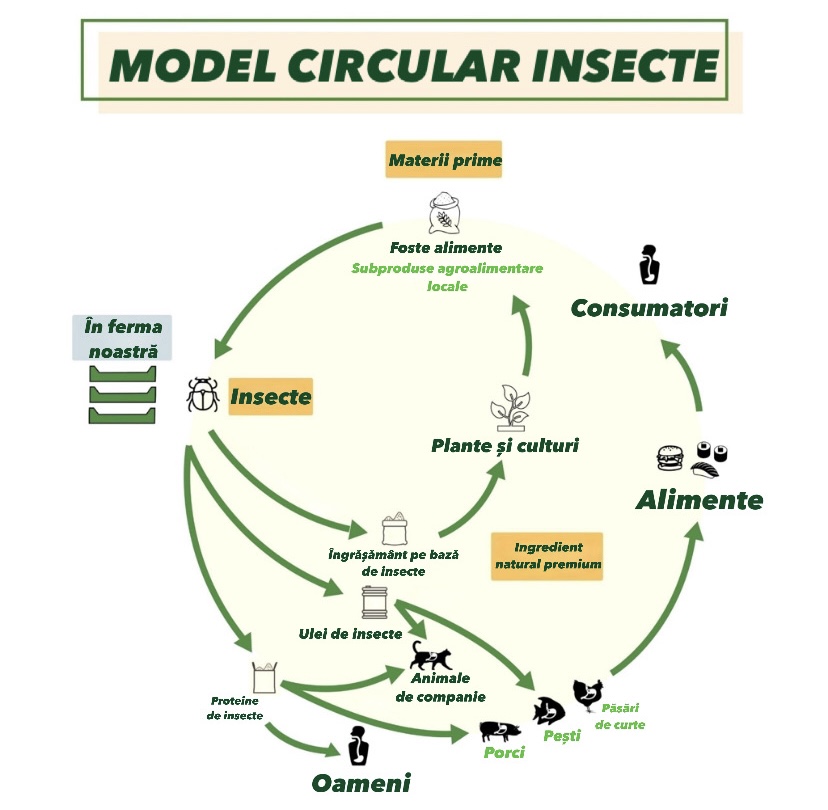 MODEL CIRCULAR INSECTE
Materii prime
Foste alimente
Subproduse agroalimentare
locale
Consumatori
În ferma
noastră
Insecte
Plante și culturi
Alimente
Îngrășământ pe bază
de insecte
Ingredient
natural premium
Ulei de insecte
Animale
de companie
Proteine
de insecte
Păsări
de curte
Pești
Porci
Oameni